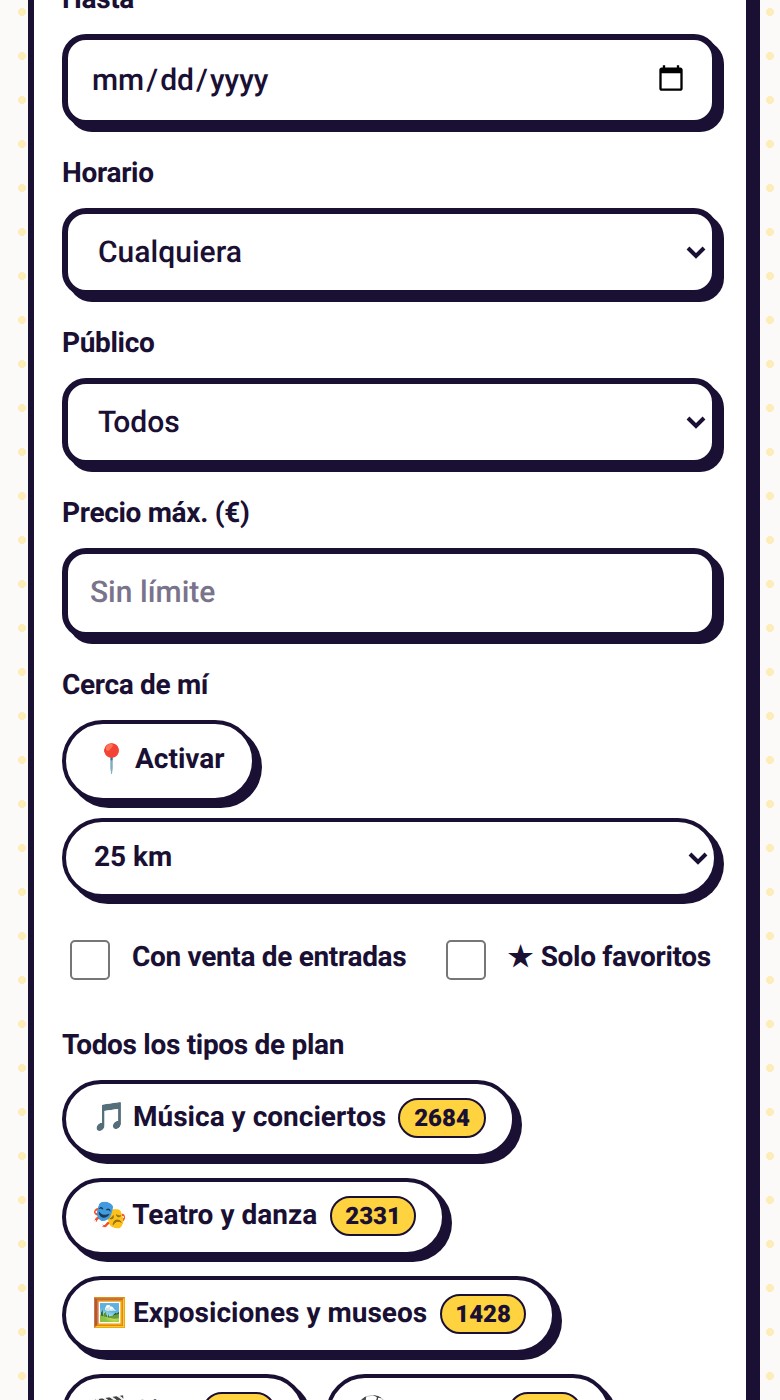 Hasta
mm/dd/yyyy
Horario
Cualquiera
Público
Todos
Precio máx. (€)
Sin límite
Cerca de mí
📍 Activar
25 km
Con venta de entradas ★ Solo favoritos
Todos los tipos de plan
🎵 Música y conciertos 2684
🎭 Teatro y danza 2331
🖼️ Exposiciones y museos 1428